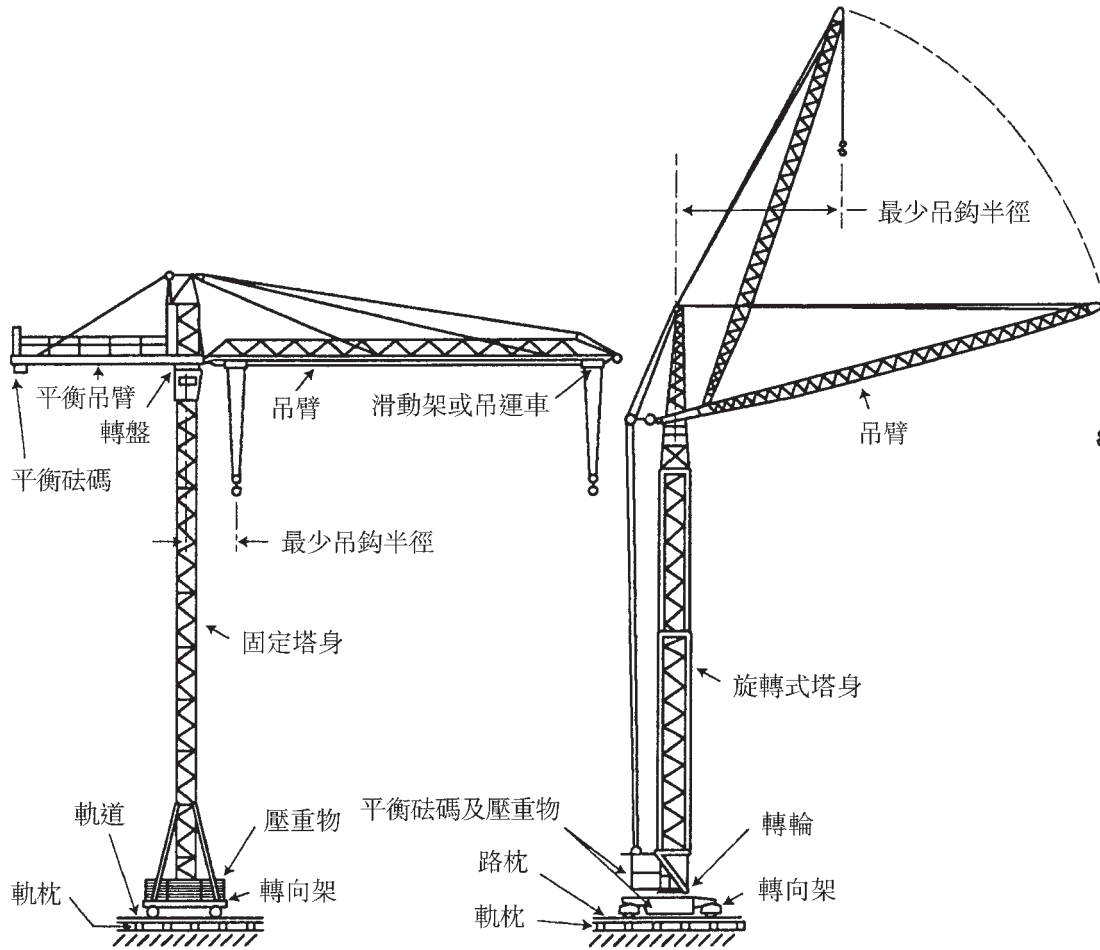 最少吊鈎半徑
平衡吊臂
吊臂
滑動架或吊運車
轉盤
吊臂
平衡砝碼
最少吊鈎半徑
固定塔身
旋轉式塔身
軌道
壓重物
平衡砝碼及壓重物
轉輪
路枕
軌枕
轉向架
轉向架
軌枕